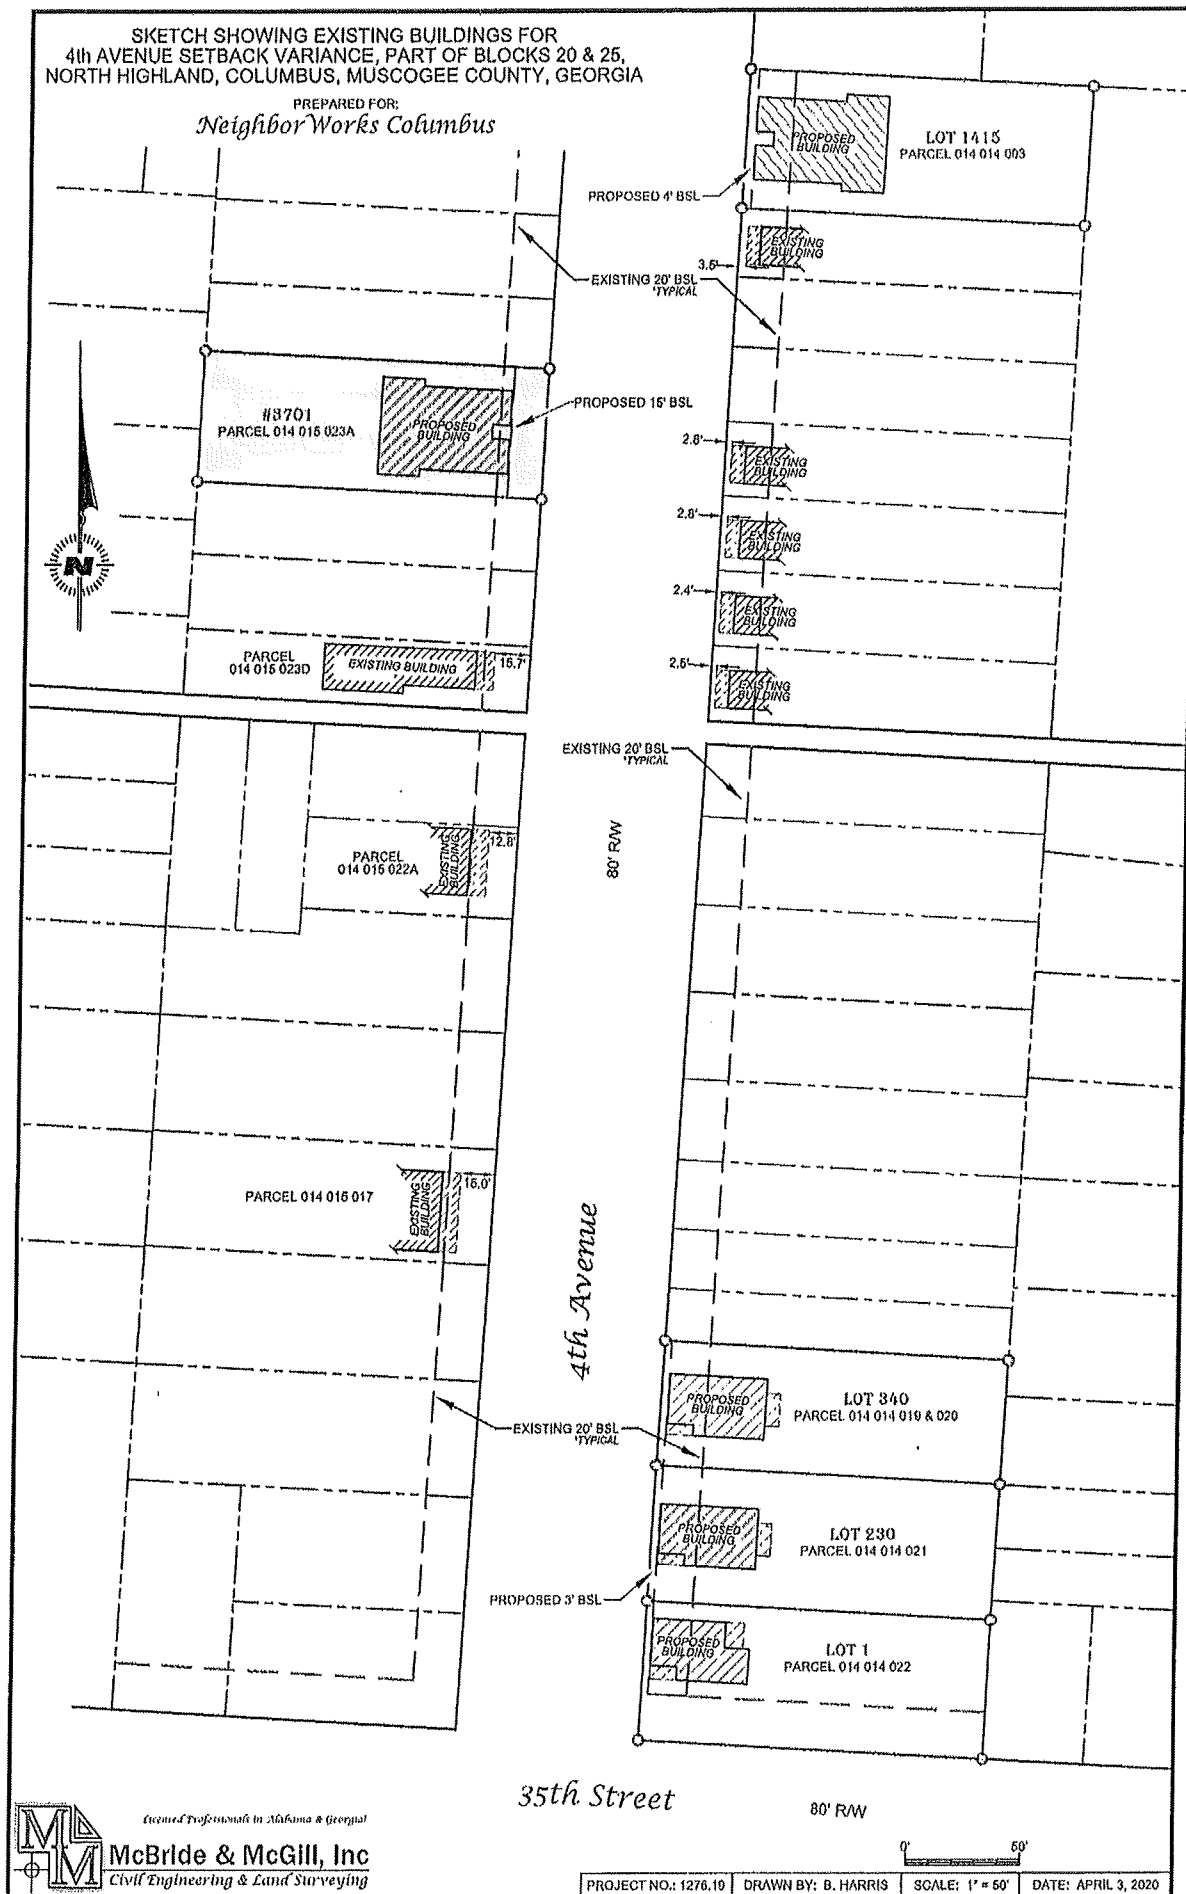 SKETCH SHOWING EXISTING BUILDINGS FOR
4th AVENUE SETBACK VARIANCE, PART OF BLOCKS 20 & 25,
NORTH HIGHLAND, COLUMBUS, MUSCOGEE COUNTY, GEORGIA
PREPARED FOR:
NeighborWorks Columbus
PROPOSED
BUILDING
LOT 1415
PARCEL 014 014 003
PROPOSED 4' BSL
EXISTING
BUILDING
EXISTING 20' BSL
*TYPICAL
#3701
PARCEL 014 015 023A
PROPOSED
BUILDING
PROPOSED 15' BSL
2.8'
EXISTING
BUILDING
2.8'
EXISTING
BUILDING
2.4'
EXISTING
BUILDING
N
PARCEL
014 015 023D
EXISTING BUILDING
15.7'
EXISTING
BUILDING
EXISTING 20' BSL
*TYPICAL
80' R/W
PARCEL
014 015 022A
EXISTING
BUILDING
12.8'
PARCEL 014 015 017
EXISTING
BUILDING
15.0'
4th Avenue
PROPOSED
BUILDING
LOT 340
PARCEL 014 014 019 & 020
EXISTING 20' BSL
*TYPICAL
PROPOSED
BUILDING
LOT 230
PARCEL 014 014 021
PROPOSED 3' BSL
PROPOSED
BUILDING
LOT 1
PARCEL 014 014 022
35th Street
80' R/W
Licensed Professionals in Alabama & Georgia!
MM
McBride & McGill, Inc
Civil Engineering & Land Surveying
0' 50'
PROJECT NO.: 1276.19 DRAWN BY: B. HARRIS SCALE: 1" = 50' DATE: APRIL 3, 2020